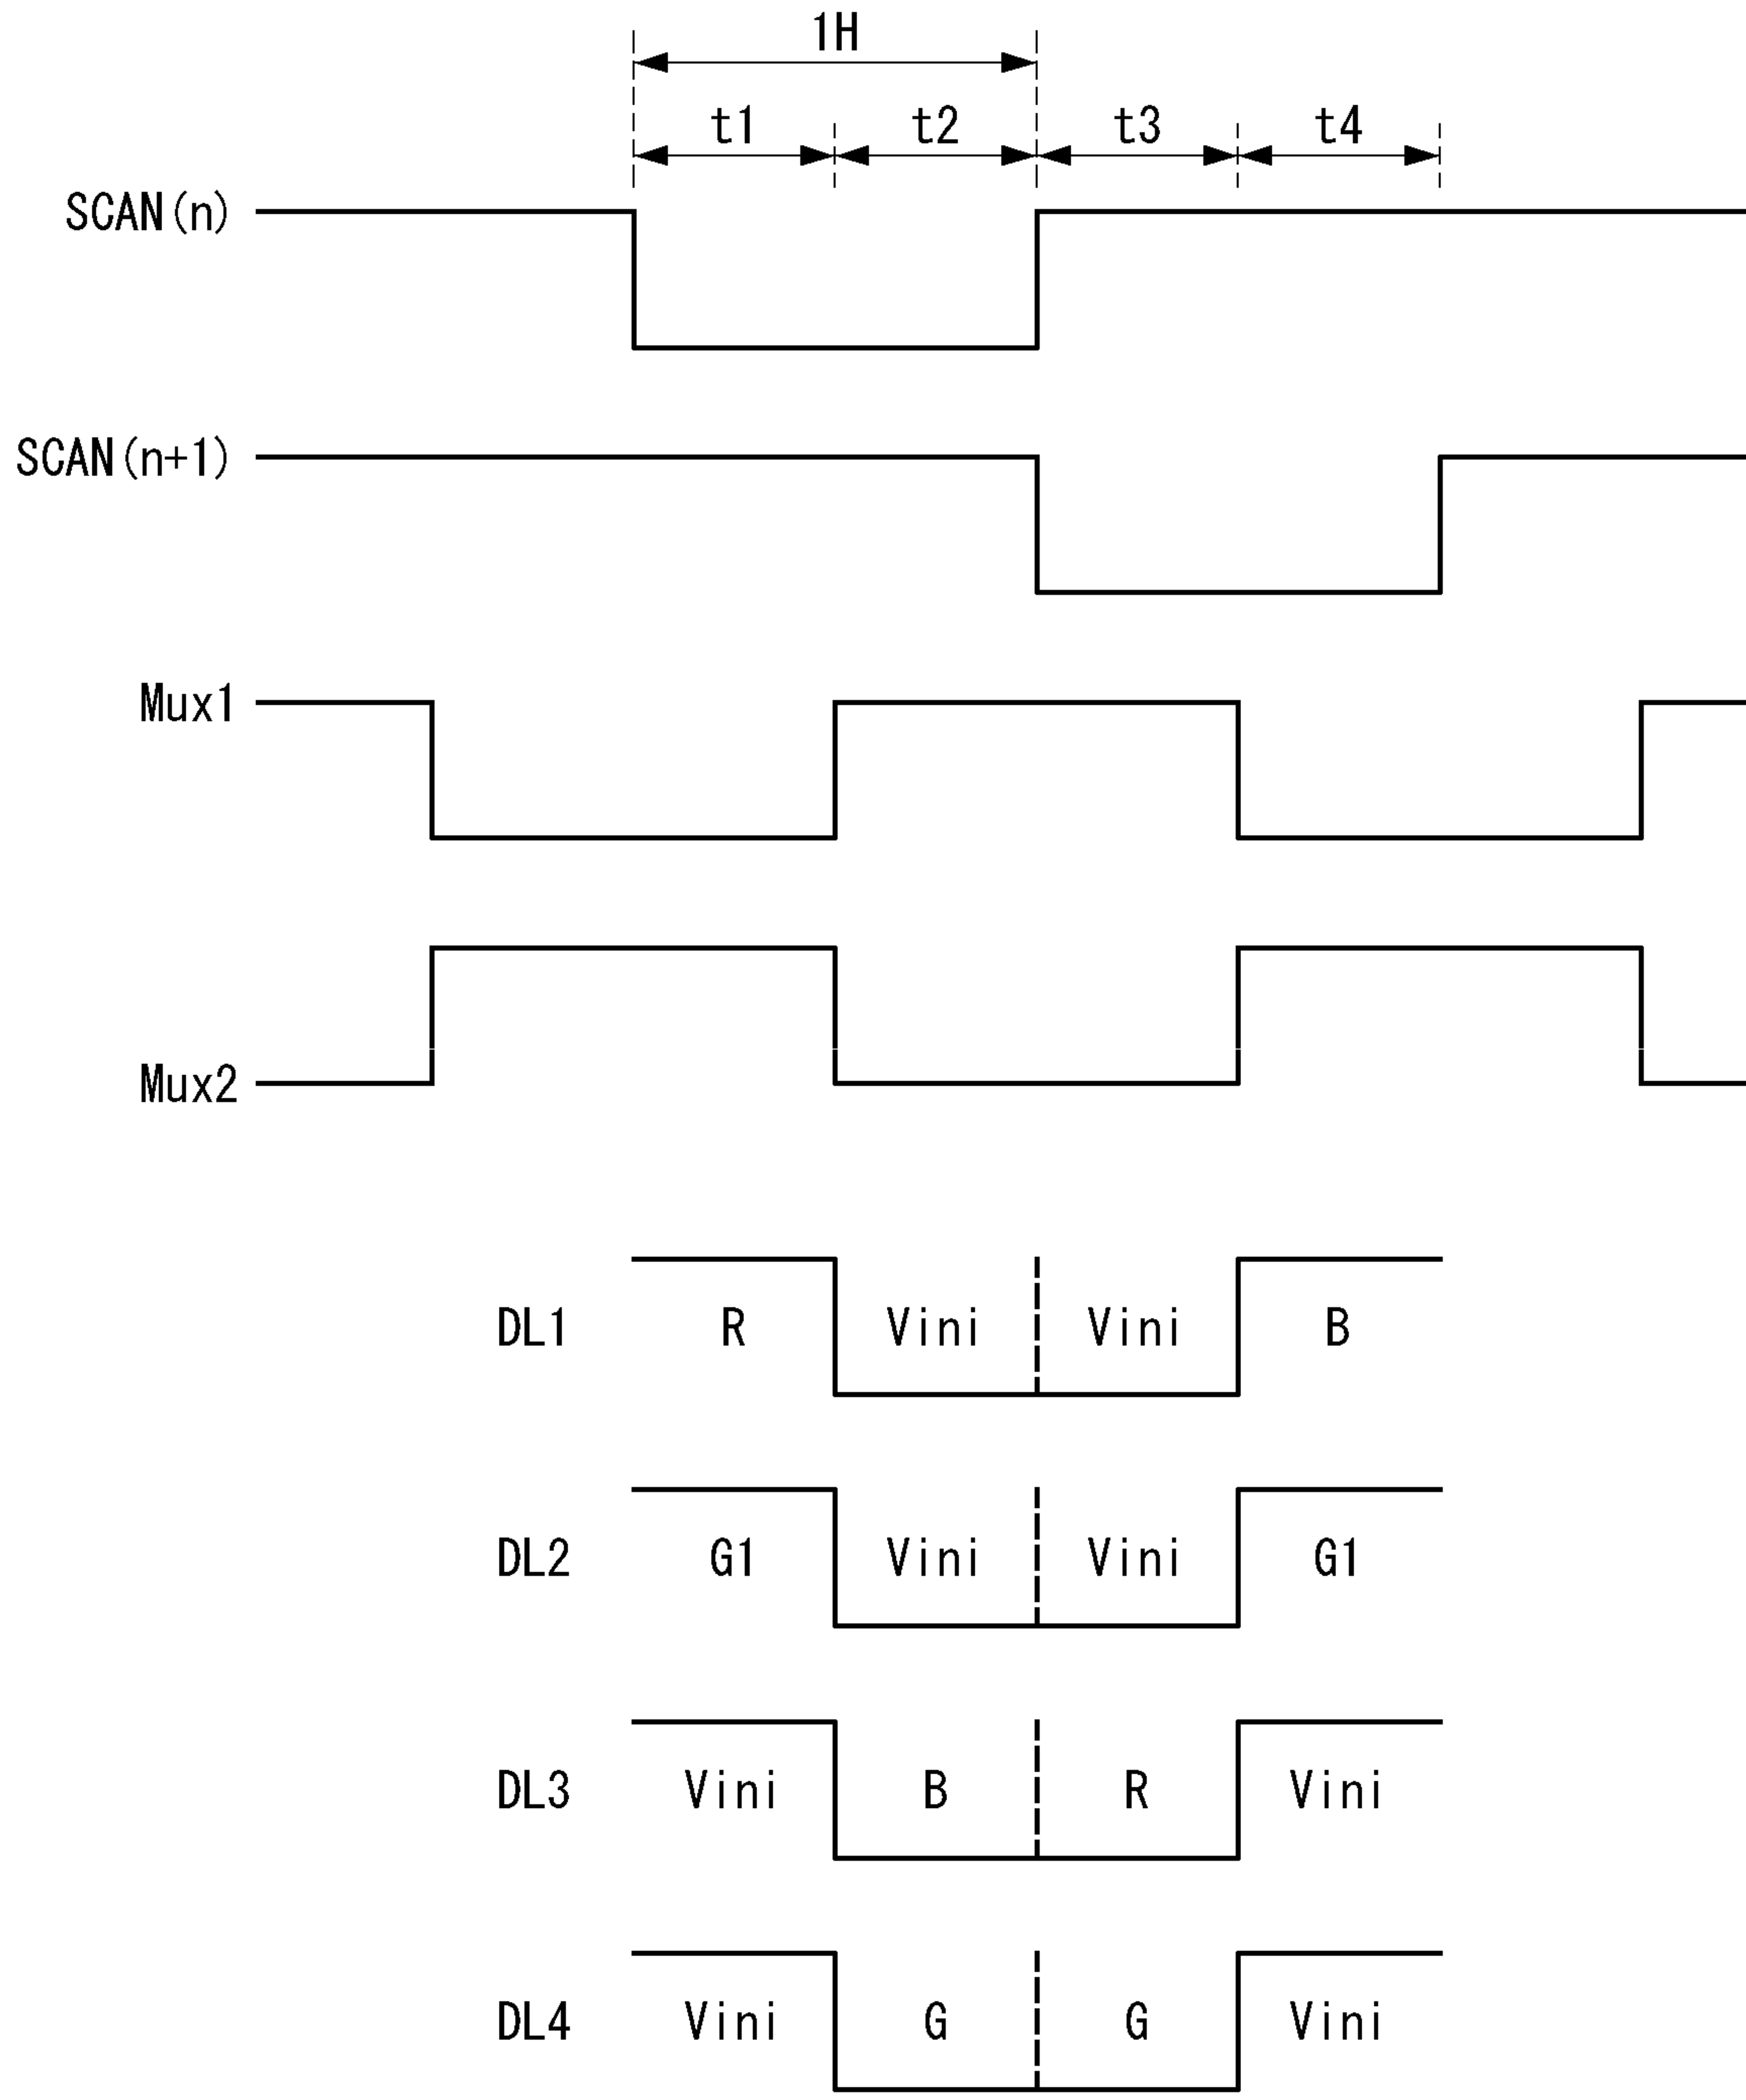 1H
t1 t2 t3 t4
SCAN(n)
SCAN(n+1)
Mux1
Mux2
DL1 R Vini Vini B
DL2 G1 Vini Vini G1
DL3 Vini B R Vini
DL4 Vini G G Vini